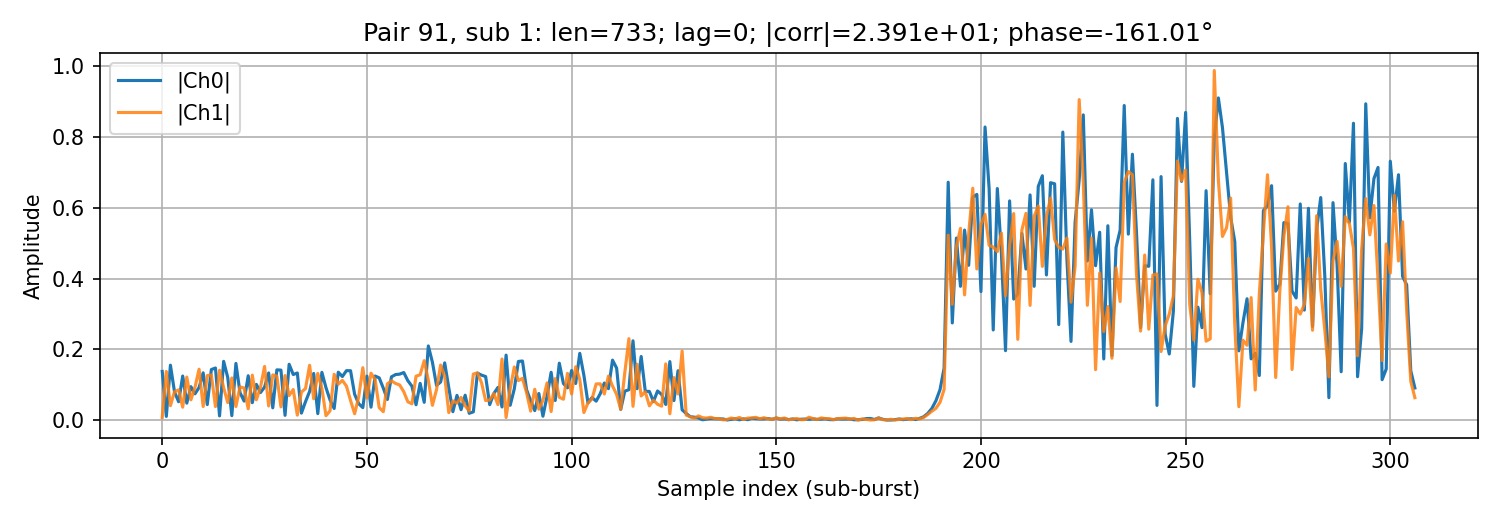 Pair 91, sub 1: len=733; lag=0; |corr|=2.391e+01; phase=-161.01°
|Ch0|
|Ch1|
Amplitude
1.0
0.8
0.6
0.4
0.2
0.0
0 50 100 150 200 250 300
Sample index (sub-burst)